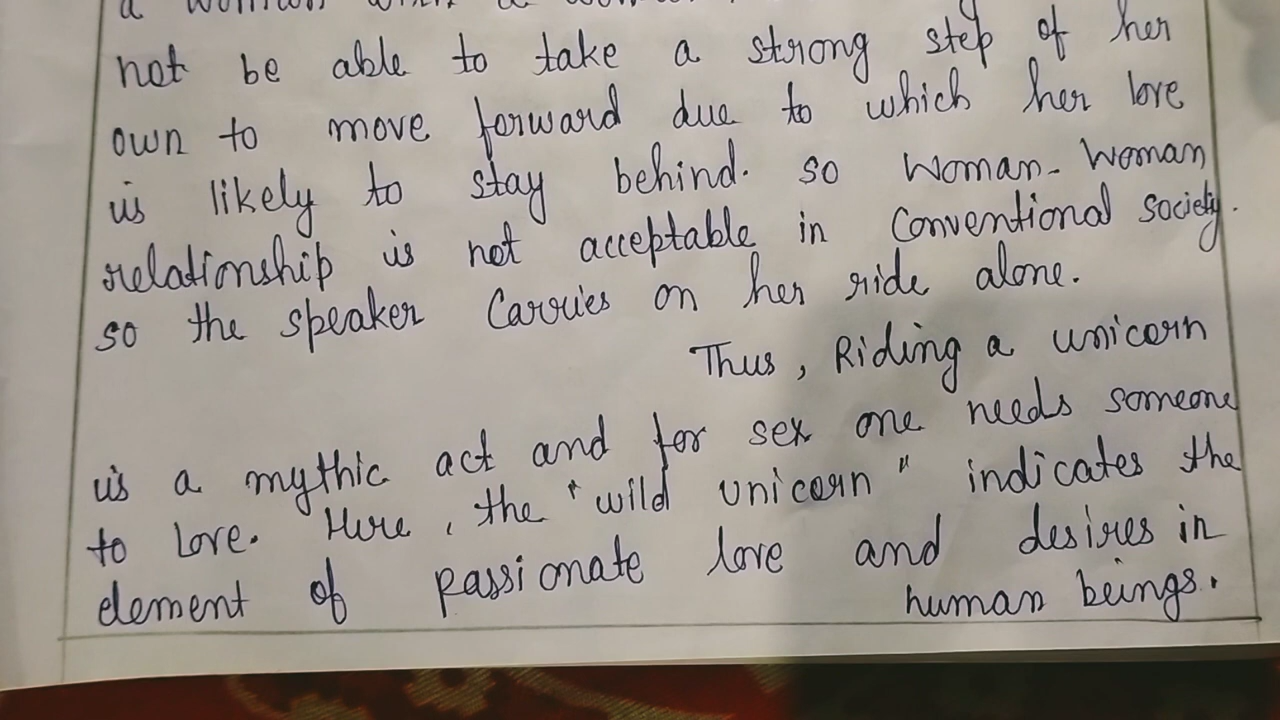 not be able to take a strong step of her
own to move forward due to which her love
is likely to stay behind. so woman-woman
relationship is not acceptable in conventional society.
so the speaker carries on her ride alone.
Thus, Riding a unicorn
is a mythic act and for sex one needs someone
to love. Here, the "wild unicorn" indicates the
element of passionate love and desires in
human beings.